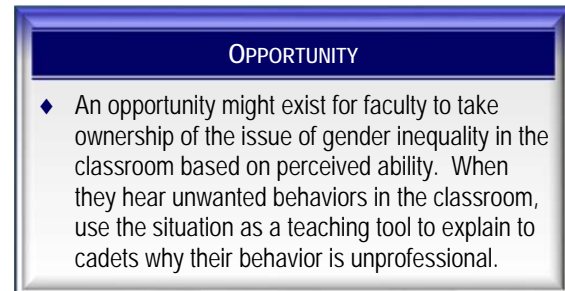 OPPORTUNITY
♦ An opportunity might exist for faculty to take
ownership of the issue of gender inequality in the
classroom based on perceived ability.  When
they hear unwanted behaviors in the classroom,
use the situation as a teaching tool to explain to
cadets why their behavior is unprofessional.